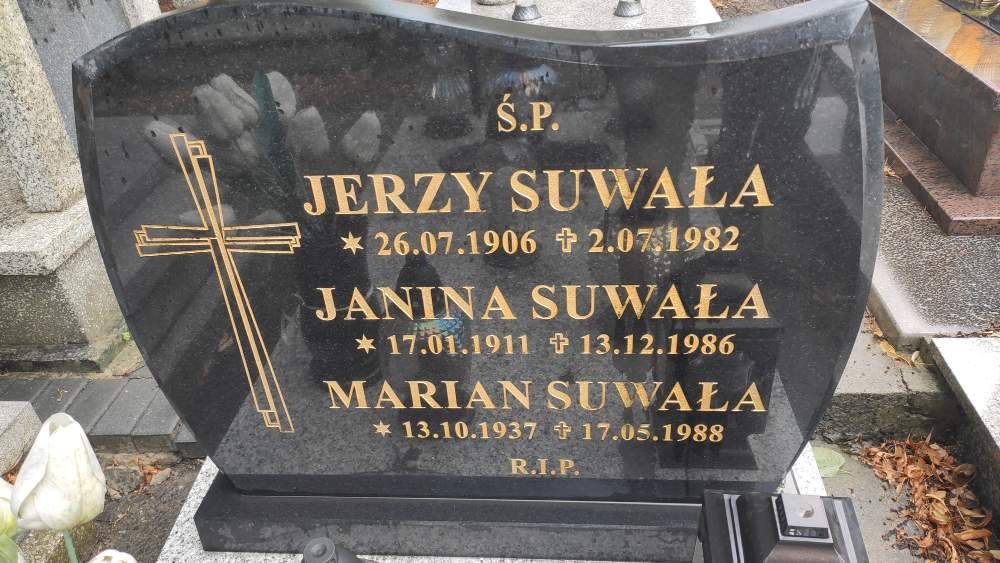 Ś.P.
JERZY SUWAŁA
✶ 26.07.1906 ✝ 2.07.1982
JANINA SUWAŁA
✶ 17.01.1911 ✝ 13.12.1986
MARIAN SUWAŁA
✶ 13.10.1937 ✝ 17.05.1988
R.I.P.